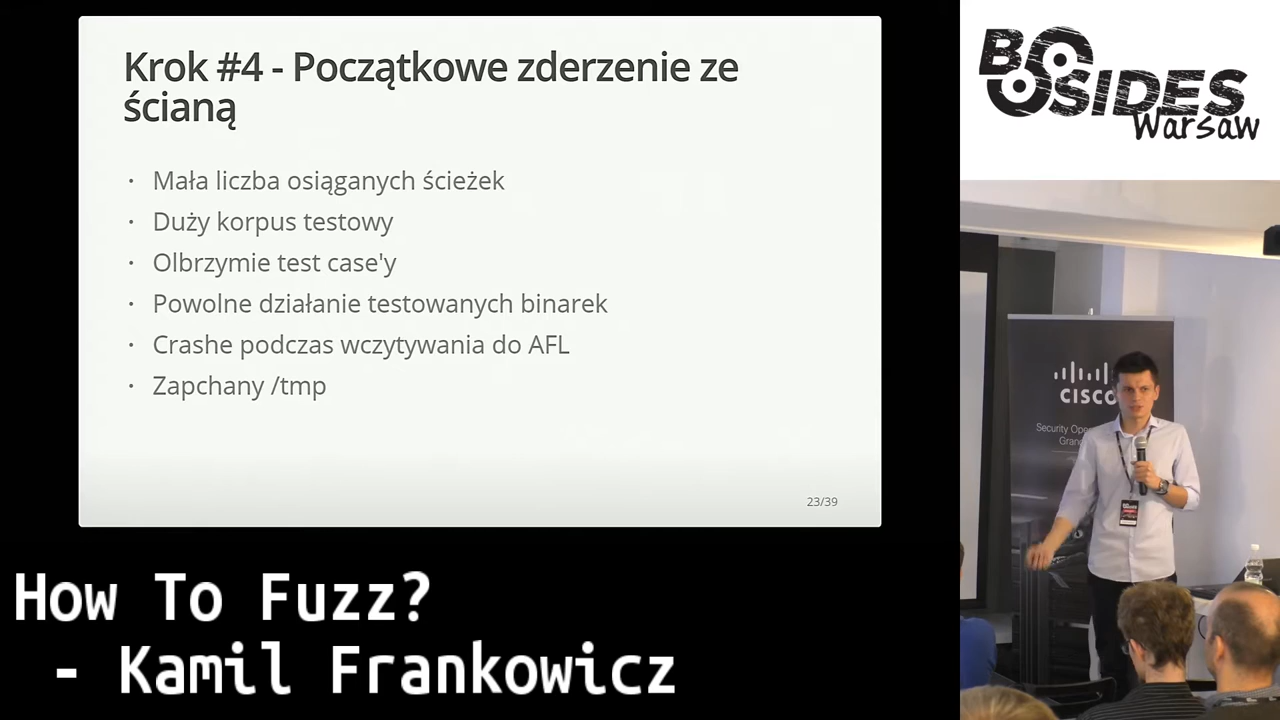 Krok #4 - Początkowe zderzenie ze
ścianą
· Mała liczba osiąganych ścieżek
· Duży korpus testowy
· Olbrzymie test case'y
· Powolne działanie testowanych binarek
· Crashe podczas wczytywania do AFL
· Zapchany /tmp
23/39
How To Fuzz?
- Kamil Frankowicz
BSIDES
Warsaw
CISCO
Security